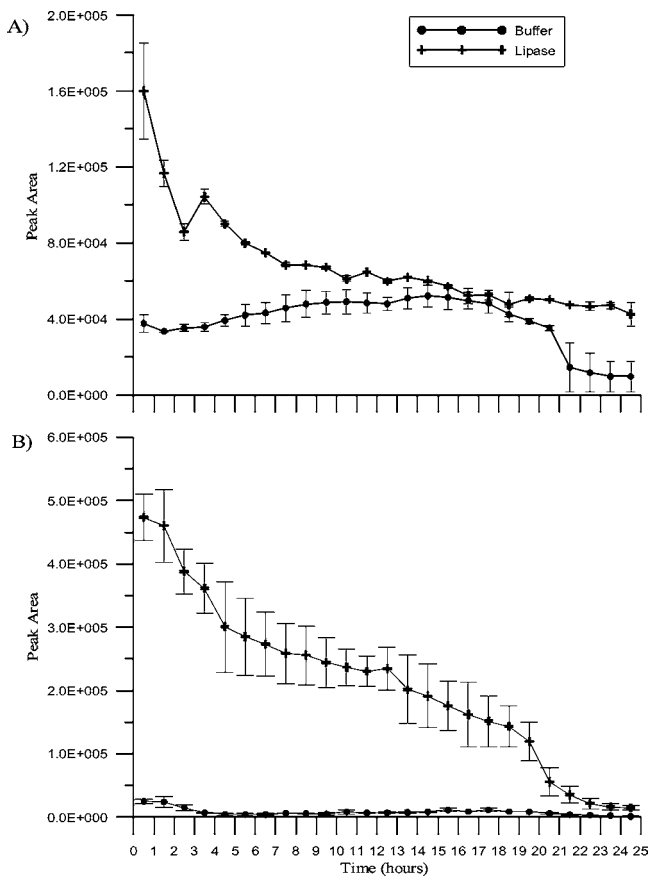 A)
2.0E+005
1.6E+005
1.2E+005
8.0E+004
4.0E+004
0.0E+000
Peak Area
Buffer
Lipase
B)
6.0E+005
5.0E+005
4.0E+005
3.0E+005
2.0E+005
1.0E+005
0.0E+000
Peak Area
0 1 2 3 4 5 6 7 8 9 10 11 12 13 14 15 16 17 18 19 20 21 22 23 24 25
Time (hours)